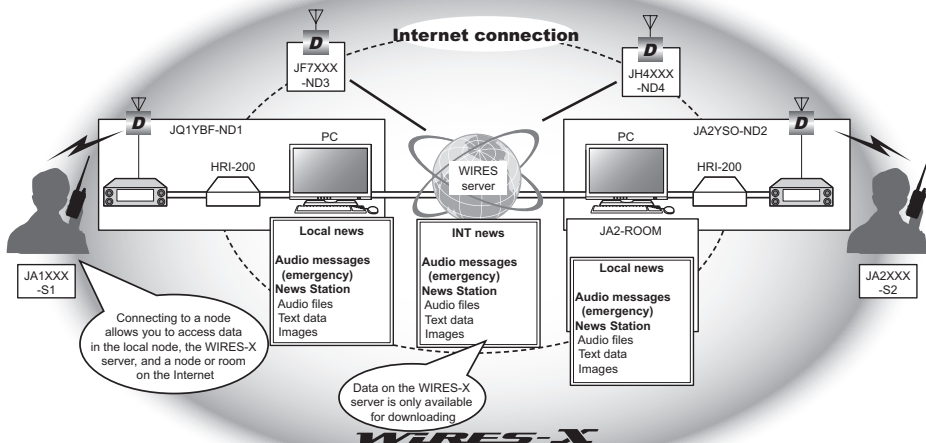 Internet connection
D
JF7XXX
-ND3
D
JH4XXX
-ND4
D
JQ1YBF-ND1
PC
HRI-200
WIRES
server
PC
JA2YSO-ND2
HRI-200
D
JA1XXX
-S1
Local news
Audio messages
(emergency)
News Station
Audio files
Text data
Images
INT news
Audio messages
(emergency)
News Station
Audio files
Text data
Images
JA2-ROOM
Local news
Audio messages
(emergency)
News Station
Audio files
Text data
Images
JA2XXX
-S2
Connecting to a node
allows you to access data
in the local node, the WIRES-X
server, and a node or room
on the Internet
Data on the WIRES-X
server is only available
for downloading
WIRES-X